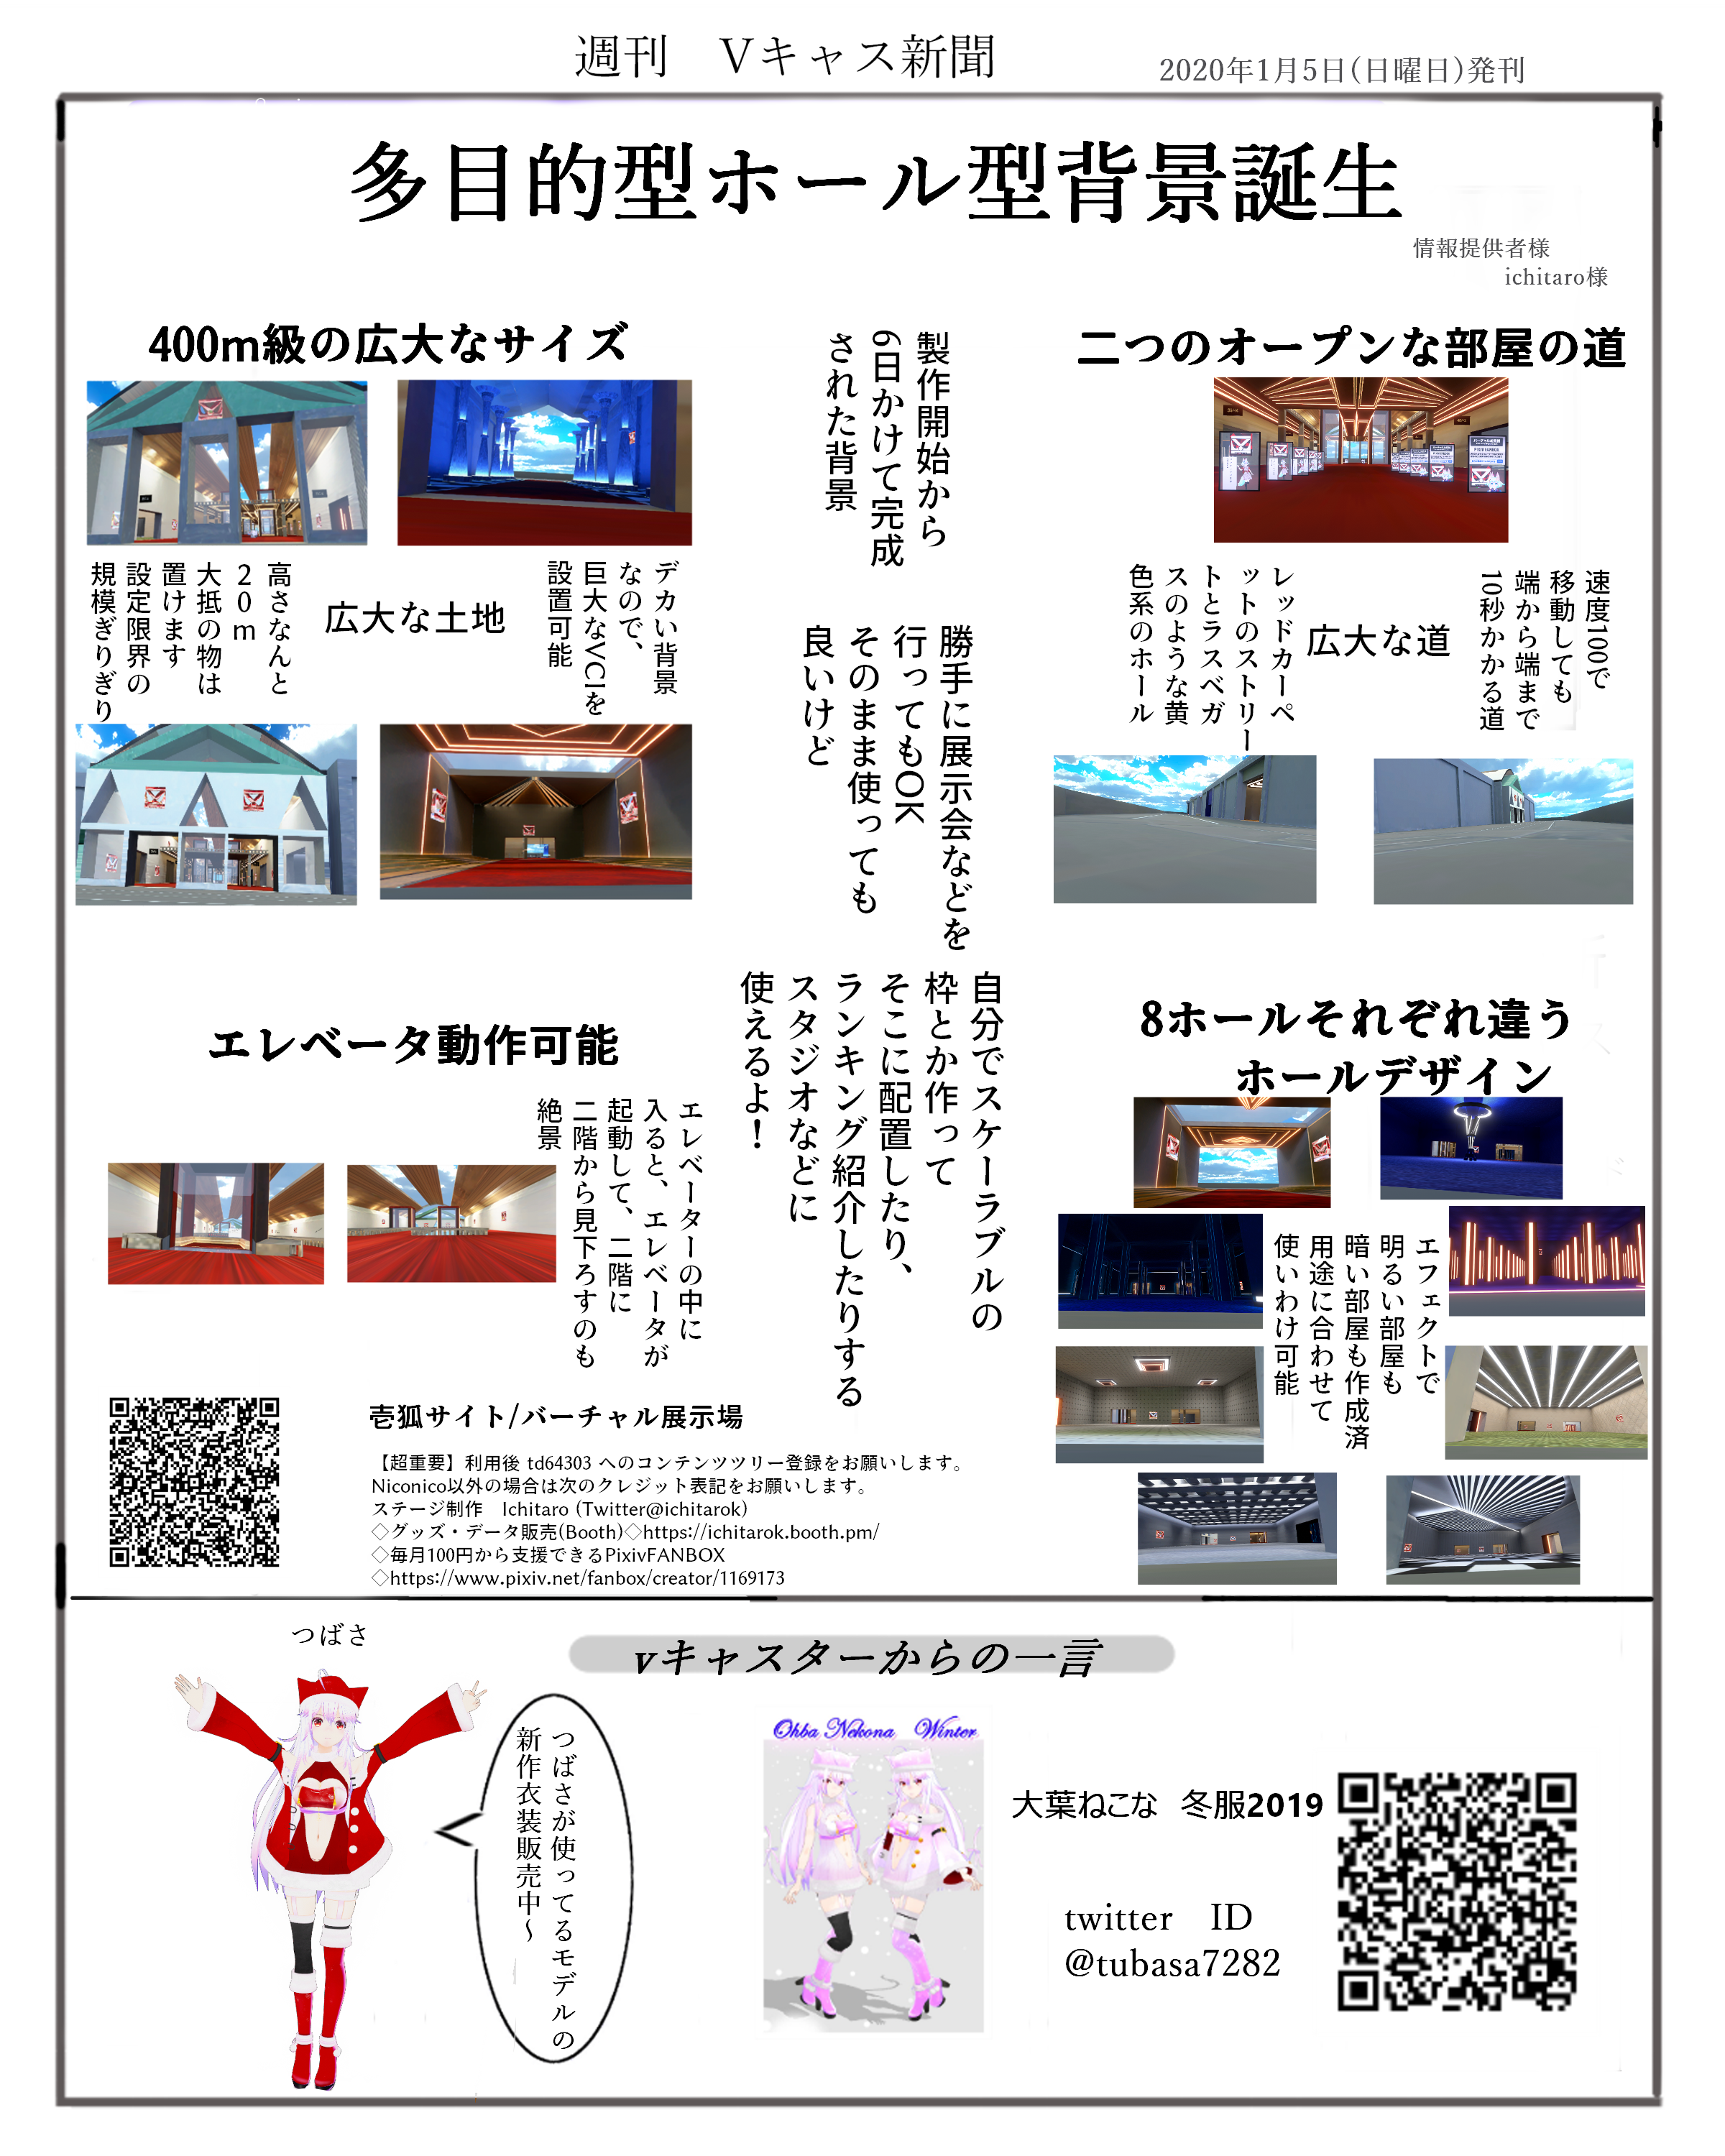 週刊　Vキャス新聞
2020年1月5日(日曜日)発刊
多目的型ホール型背景誕生
情報提供者様
ichitaro様
二つのオープンな部屋の道
速度100で
移動しても
端から端まで
10秒かかる道
広大な道
レッドカーペ
ットのストリー
トとラスベガ
スのような黄
色系のホール
製作開始から
6日かけて完成
された背景
勝手に展示会などを
行ってもOK
そのまま使っても
良いけど
自分でスケーラブルの
枠とか作って
そこに配置したり、
ランキング紹介したりする
スタジオなどに
使えるよ！
400m級の広大なサイズ
デカい背景
なので、
巨大なVCIを
設置可能
広大な土地
高さなんと
20m
大抵の物は
置けます
設定限界の
規模ぎりぎり
8ホールそれぞれ違う
ホールデザイン
エフェクトで
明るい部屋も
暗い部屋も作成済
用途に合わせて
使いわけ可能
エレベータ動作可能
エレベーターの中に
入ると、エレベータが
起動して、二階に
二階から見下ろすのも
絶景
壱狐サイト/バーチャル展示場
【超重要】利用後 td64303 へのコンテンツツリー登録をお願いします。
Niconico以外の場合は次のクレジット表記をお願いします。
ステージ制作　Ichitaro (Twitter@ichitarok)
◇グッズ・データ販売(Booth)◇https://ichitarok.booth.pm/
◇毎月100円から支援できるPixivFANBOX
◇https://www.pixiv.net/fanbox/creator/1169173
vキャスターからの一言
つばさ
つばさが使ってるモデルの
新作衣装販売中～
Ohba Nekona　Winter
大葉ねこな　冬服2019
twitter　ID
@tubasa7282